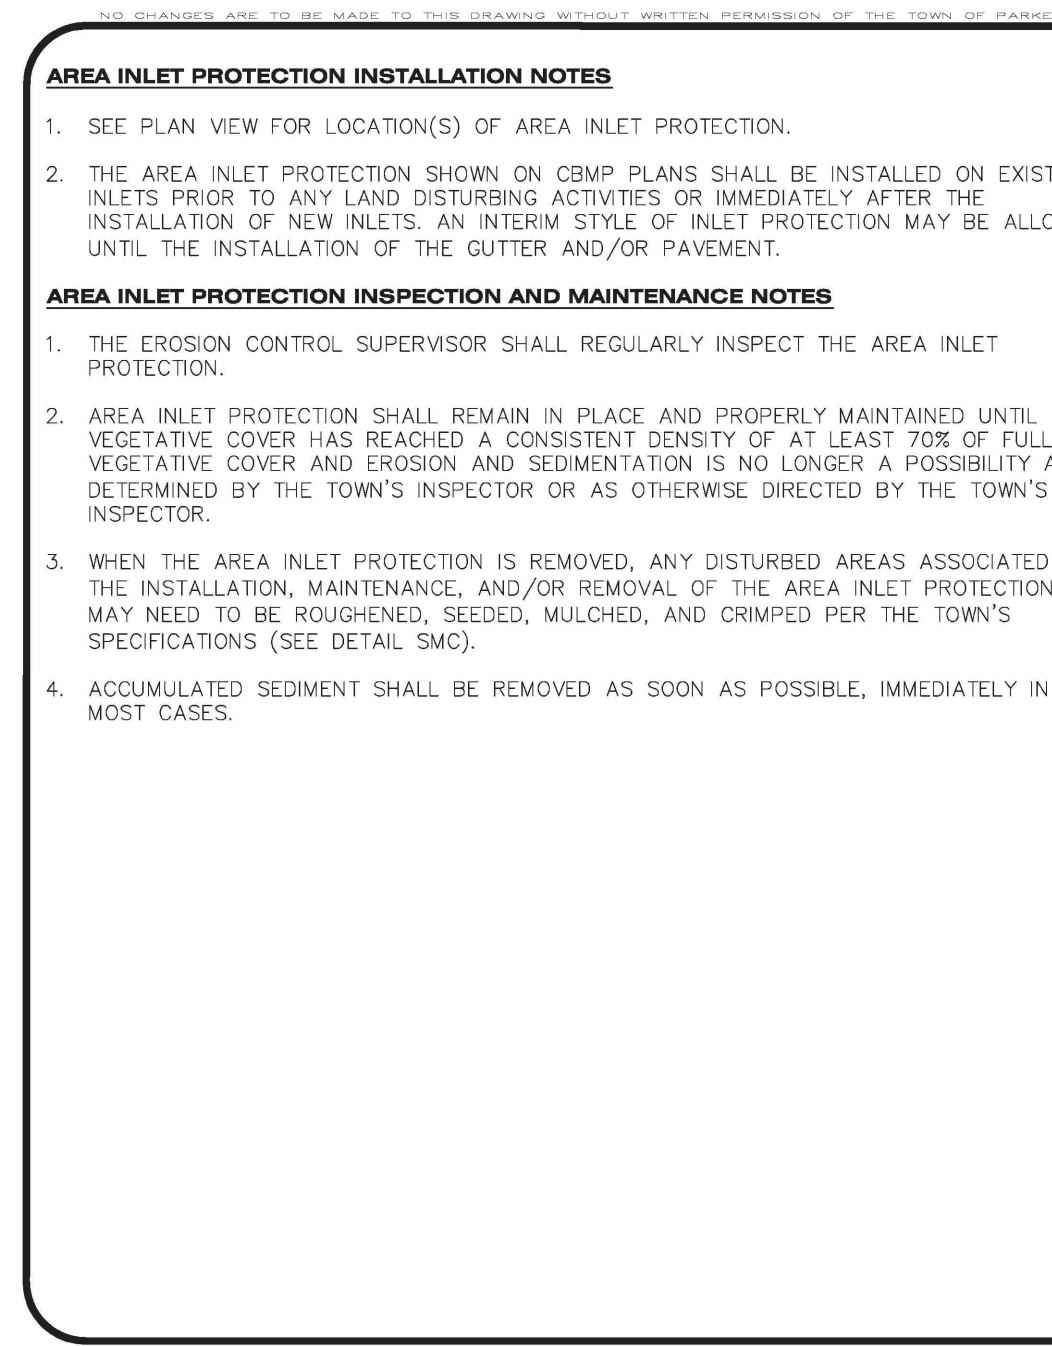 NO CHANGES ARE TO BE MADE TO THIS DRAWING WITHOUT WRITTEN PERMISSION OF THE TOWN OF PARKE
AREA INLET PROTECTION INSTALLATION NOTES
1. SEE PLAN VIEW FOR LOCATION(S) OF AREA INLET PROTECTION.
2. THE AREA INLET PROTECTION SHOWN ON CBMP PLANS SHALL BE INSTALLED ON EXIST
INLETS PRIOR TO ANY LAND DISTURBING ACTIVITIES OR IMMEDIATELY AFTER THE
INSTALLATION OF NEW INLETS. AN INTERIM STYLE OF INLET PROTECTION MAY BE ALLO
UNTIL THE INSTALLATION OF THE GUTTER AND/OR PAVEMENT.
AREA INLET PROTECTION INSPECTION AND MAINTENANCE NOTES
1. THE EROSION CONTROL SUPERVISOR SHALL REGULARLY INSPECT THE AREA INLET
PROTECTION.
2. AREA INLET PROTECTION SHALL REMAIN IN PLACE AND PROPERLY MAINTAINED UNTIL
VEGETATIVE COVER HAS REACHED A CONSISTENT DENSITY OF AT LEAST 70% OF FULL
VEGETATIVE COVER AND EROSION AND SEDIMENTATION IS NO LONGER A POSSIBILITY A
DETERMINED BY THE TOWN'S INSPECTOR OR AS OTHERWISE DIRECTED BY THE TOWN'S
INSPECTOR.
3. WHEN THE AREA INLET PROTECTION IS REMOVED, ANY DISTURBED AREAS ASSOCIATED
THE INSTALLATION, MAINTENANCE, AND/OR REMOVAL OF THE AREA INLET PROTECTION
MAY NEED TO BE ROUGHENED, SEEDED, MULCHED, AND CRIMPED PER THE TOWN'S
SPECIFICATIONS (SEE DETAIL SMC).
4. ACCUMULATED SEDIMENT SHALL BE REMOVED AS SOON AS POSSIBLE, IMMEDIATELY IN
MOST CASES.